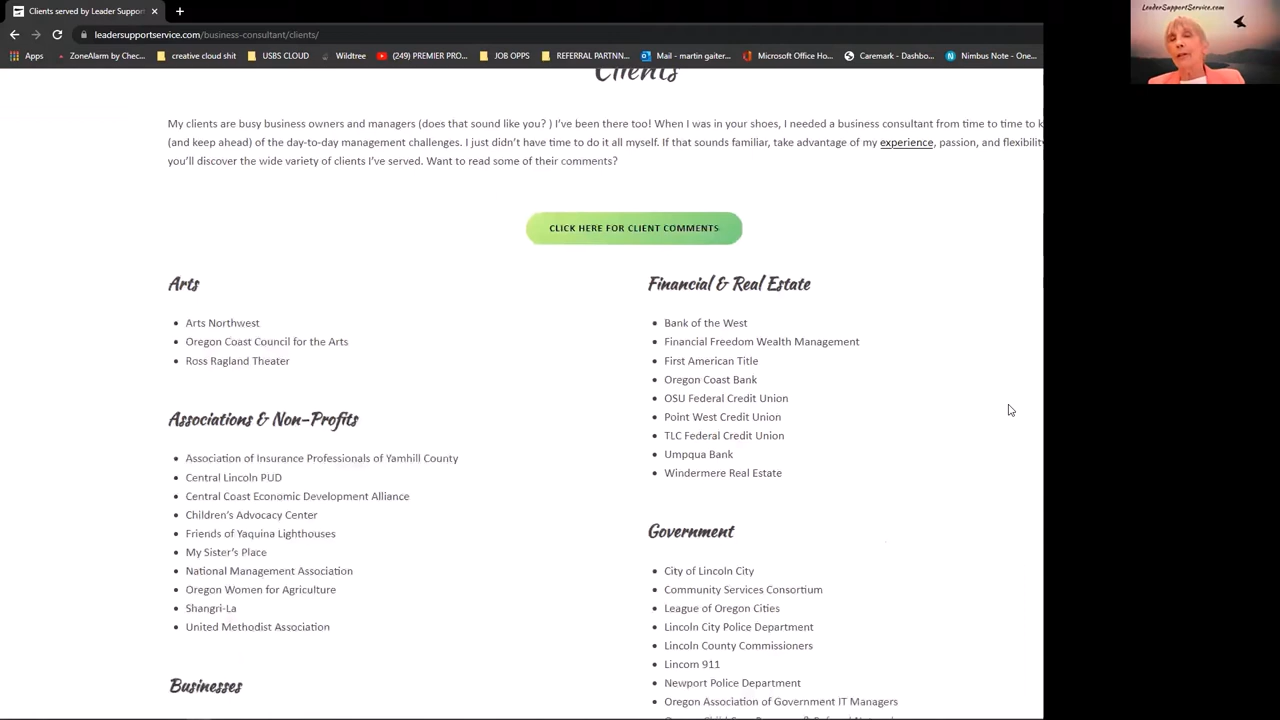 Clients served by Leader Support
leadersupportservice.com/business-consultant/clients/
Apps ZoneAlarm by Chec... creative cloud shit USBS CLOUD Wildtree (249) PREMIER PRO... JOB OPPS REFERRAL PARTNN... Mail - martin gaiter... Microsoft Office Ho... Caremark - Dashbo... Nimbus Note - One...
LeaderSupportService.com
Clients
My clients are busy business owners and managers (does that sound like you? ) I've been there too! When I was in your shoes, I needed a business consultant from time to time to k
(and keep ahead) of the day-to-day management challenges. I just didn't have time to do it all myself. If that sounds familiar, take advantage of my experience, passion, and flexibility
you'll discover the wide variety of clients I've served. Want to read some of their comments?
CLICK HERE FOR CLIENT COMMENTS
Arts
• Arts Northwest
• Oregon Coast Council for the Arts
• Ross Ragland Theater
Associations & Non-Profits
• Association of Insurance Professionals of Yamhill County
• Central Lincoln PUD
• Central Coast Economic Development Alliance
• Children's Advocacy Center
• Friends of Yaquina Lighthouses
• My Sister's Place
• National Management Association
• Oregon Women for Agriculture
• Shangri-La
• United Methodist Association
Businesses
Financial & Real Estate
• Bank of the West
• Financial Freedom Wealth Management
• First American Title
• Oregon Coast Bank
• OSU Federal Credit Union
• Point West Credit Union
• TLC Federal Credit Union
• Umpqua Bank
• Windermere Real Estate
Government
• City of Lincoln City
• Community Services Consortium
• League of Oregon Cities
• Lincoln City Police Department
• Lincoln County Commissioners
• Lincom 911
• Newport Police Department
• Oregon Association of Government IT Managers